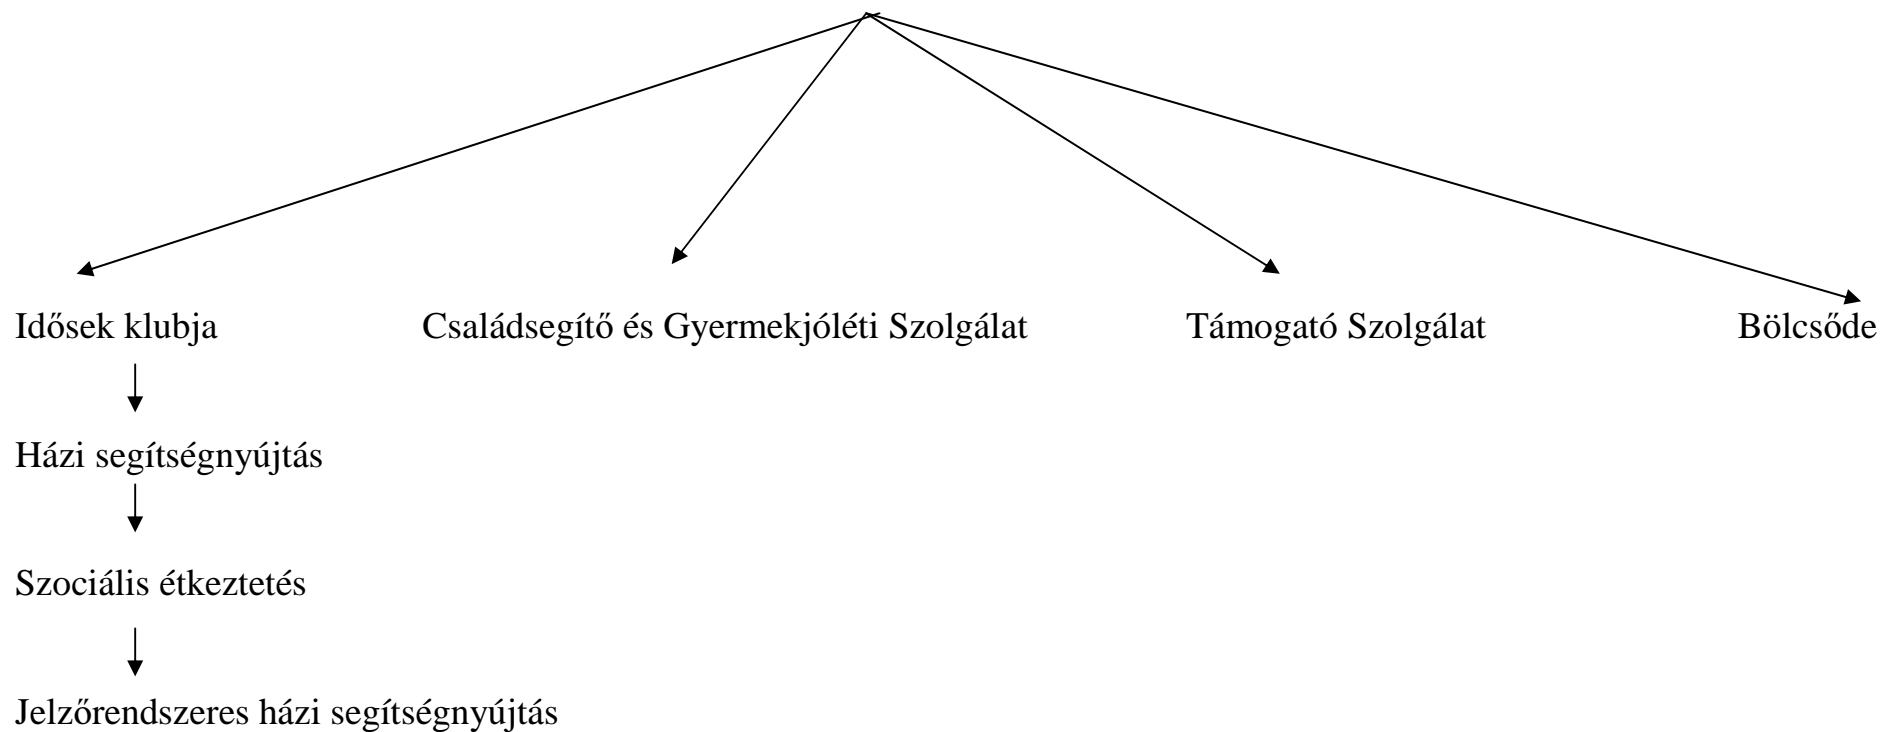 Idősek klubja Családsegítő és Gyermekjóléti Szolgálat Támogató Szolgálat Bölcsőde
Házi segítségnyújtás
Szociális étkeztetés
Jelzőrendszeres házi segítségnyújtás